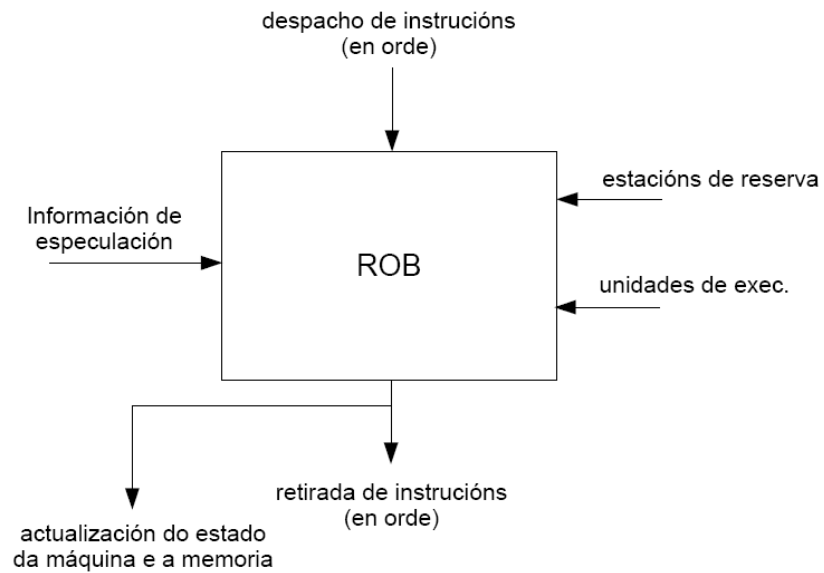 despacho de instrucións
(en orde)
estacións de reserva
Información de
especulación
ROB
unidades de exec.
retirada de instrucións
(en orde)
actualización do estado
da máquina e a memoria